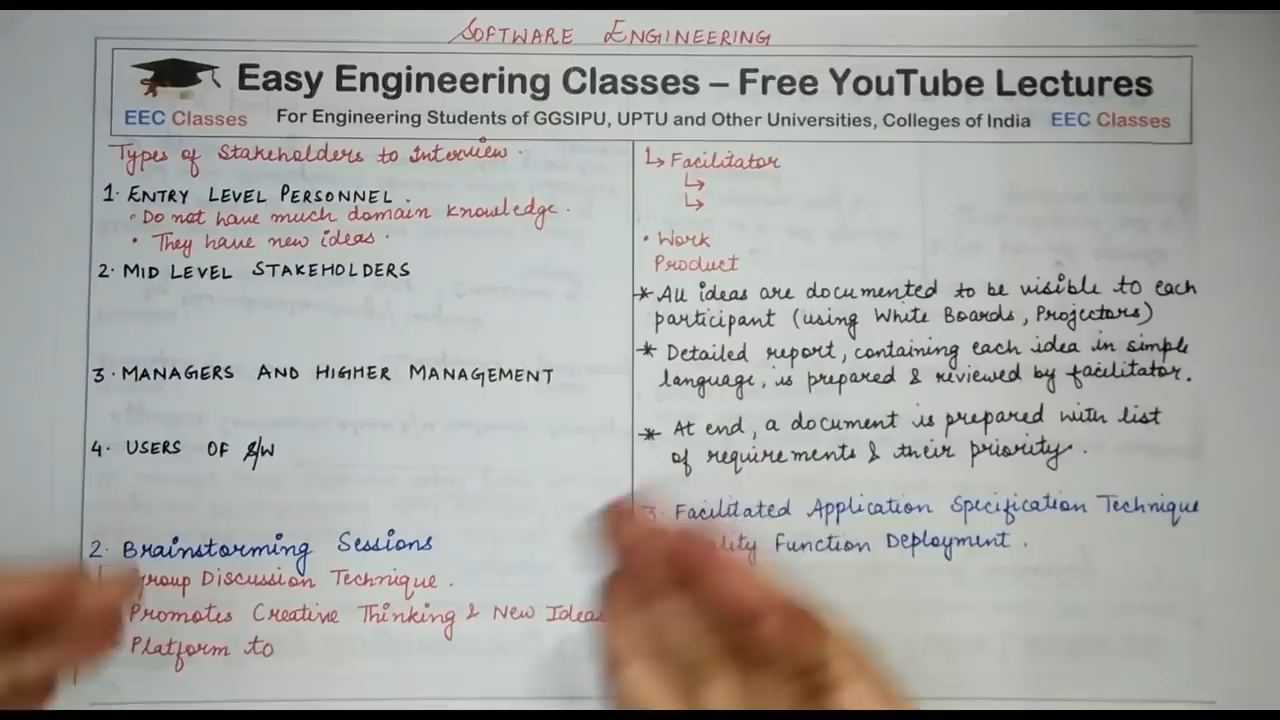 SOFTWARE ENGINEERING
Easy Engineering Classes – Free YouTube Lectures
EEC Classes For Engineering Students of GGSIPU, UPTU and Other Universities, Colleges of India EEC Classes
Types of Stakeholders to Interview.
1. ENTRY LEVEL PERSONNEL.
• Do not have much domain knowledge.
• They have new ideas.
2. MID LEVEL STAKEHOLDERS
3. MANAGERS AND HIGHER MANAGEMENT
4. USERS OF S/W
2. Brainstorming Sessions
group Discussion Technique.
Promotes Creative Thinking & New Ideas
Platform to
↳ Facilitator
↳
↳
• Work
Product
* All ideas are documented to be visible to each
participant (using White Boards, Projectors)
* Detailed report, containing each idea in simple
language, is prepared & reviewed by facilitator.
* At end, a document is prepared with list
of requirements & their priority.
3. Facilitated Application Specification Technique
Function Deployment.